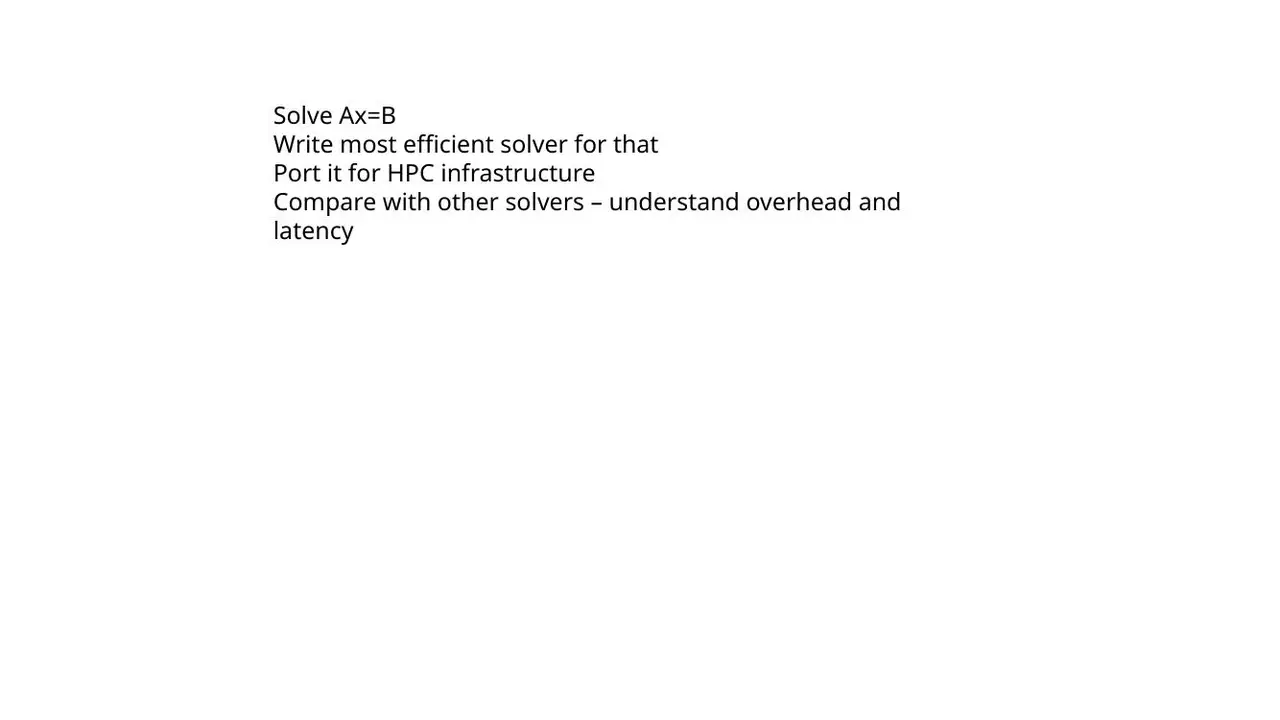 Solve Ax=B
Write most efficient solver for that
Port it for HPC infrastructure
Compare with other solvers – understand overhead and
latency